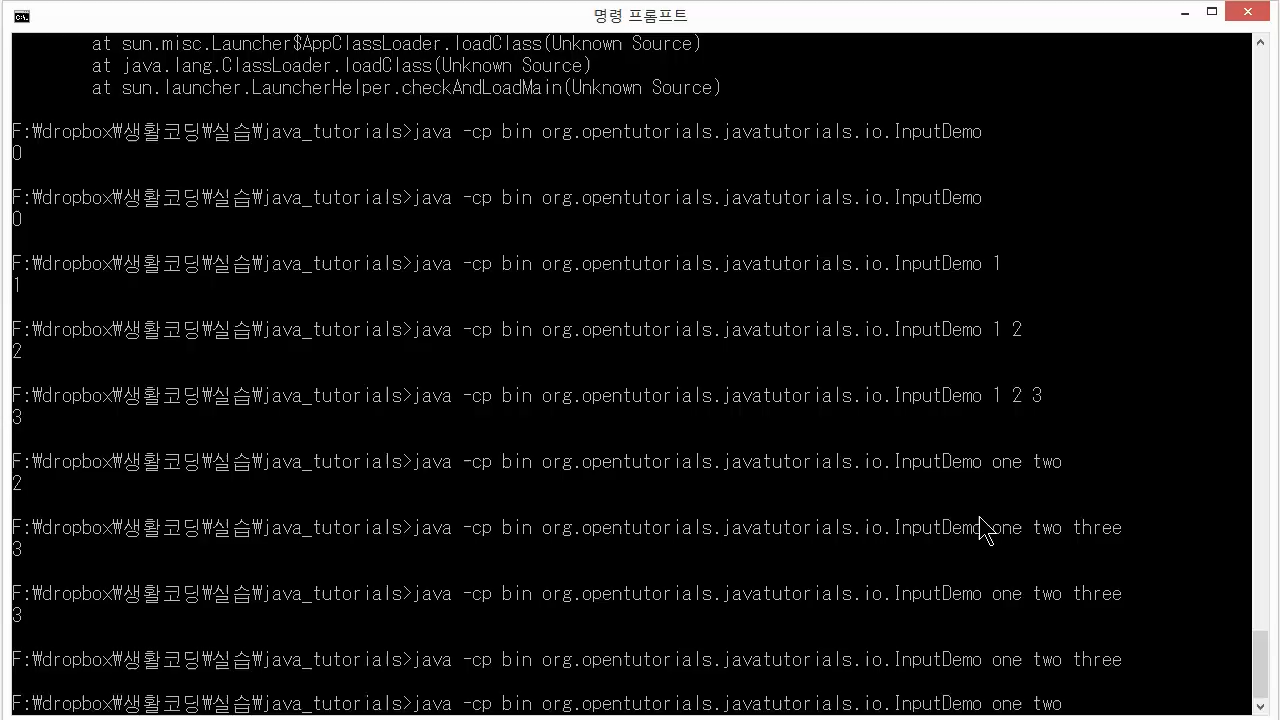 명령 프롬프트
at sun.misc.Launcher$AppClassLoader.loadClass(Unknown Source)
at java.lang.ClassLoader.loadClass(Unknown Source)
at sun.launcher.LauncherHelper.checkAndLoadMain(Unknown Source)
F:₩dropbox₩생활코딩₩실습₩java_tutorials>java -cp bin org.opentutorials.javatutorials.io.InputDemo
0
F:₩dropbox₩생활코딩₩실습₩java_tutorials>java -cp bin org.opentutorials.javatutorials.io.InputDemo
0
F:₩dropbox₩생활코딩₩실습₩java_tutorials>java -cp bin org.opentutorials.javatutorials.io.InputDemo 1
1
F:₩dropbox₩생활코딩₩실습₩java_tutorials>java -cp bin org.opentutorials.javatutorials.io.InputDemo 1 2
2
F:₩dropbox₩생활코딩₩실습₩java_tutorials>java -cp bin org.opentutorials.javatutorials.io.InputDemo 1 2 3
3
F:₩dropbox₩생활코딩₩실습₩java_tutorials>java -cp bin org.opentutorials.javatutorials.io.InputDemo one two
2
F:₩dropbox₩생활코딩₩실습₩java_tutorials>java -cp bin org.opentutorials.javatutorials.io.InputDemo one two three
3
F:₩dropbox₩생활코딩₩실습₩java_tutorials>java -cp bin org.opentutorials.javatutorials.io.InputDemo one two three
3
F:₩dropbox₩생활코딩₩실습₩java_tutorials>java -cp bin org.opentutorials.javatutorials.io.InputDemo one two three
F:₩dropbox₩생활코딩₩실습₩java_tutorials>java -cp bin org.opentutorials.javatutorials.io.InputDemo one two